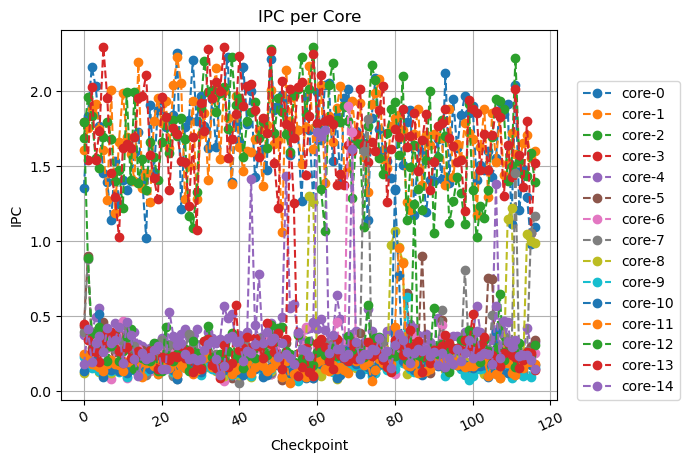 IPC per Core
IPC
2.0
1.5
1.0
0.5
0.0
0
20
40
60
80
100
120
Checkpoint
core-0
core-1
core-2
core-3
core-4
core-5
core-6
core-7
core-8
core-9
core-10
core-11
core-12
core-13
core-14